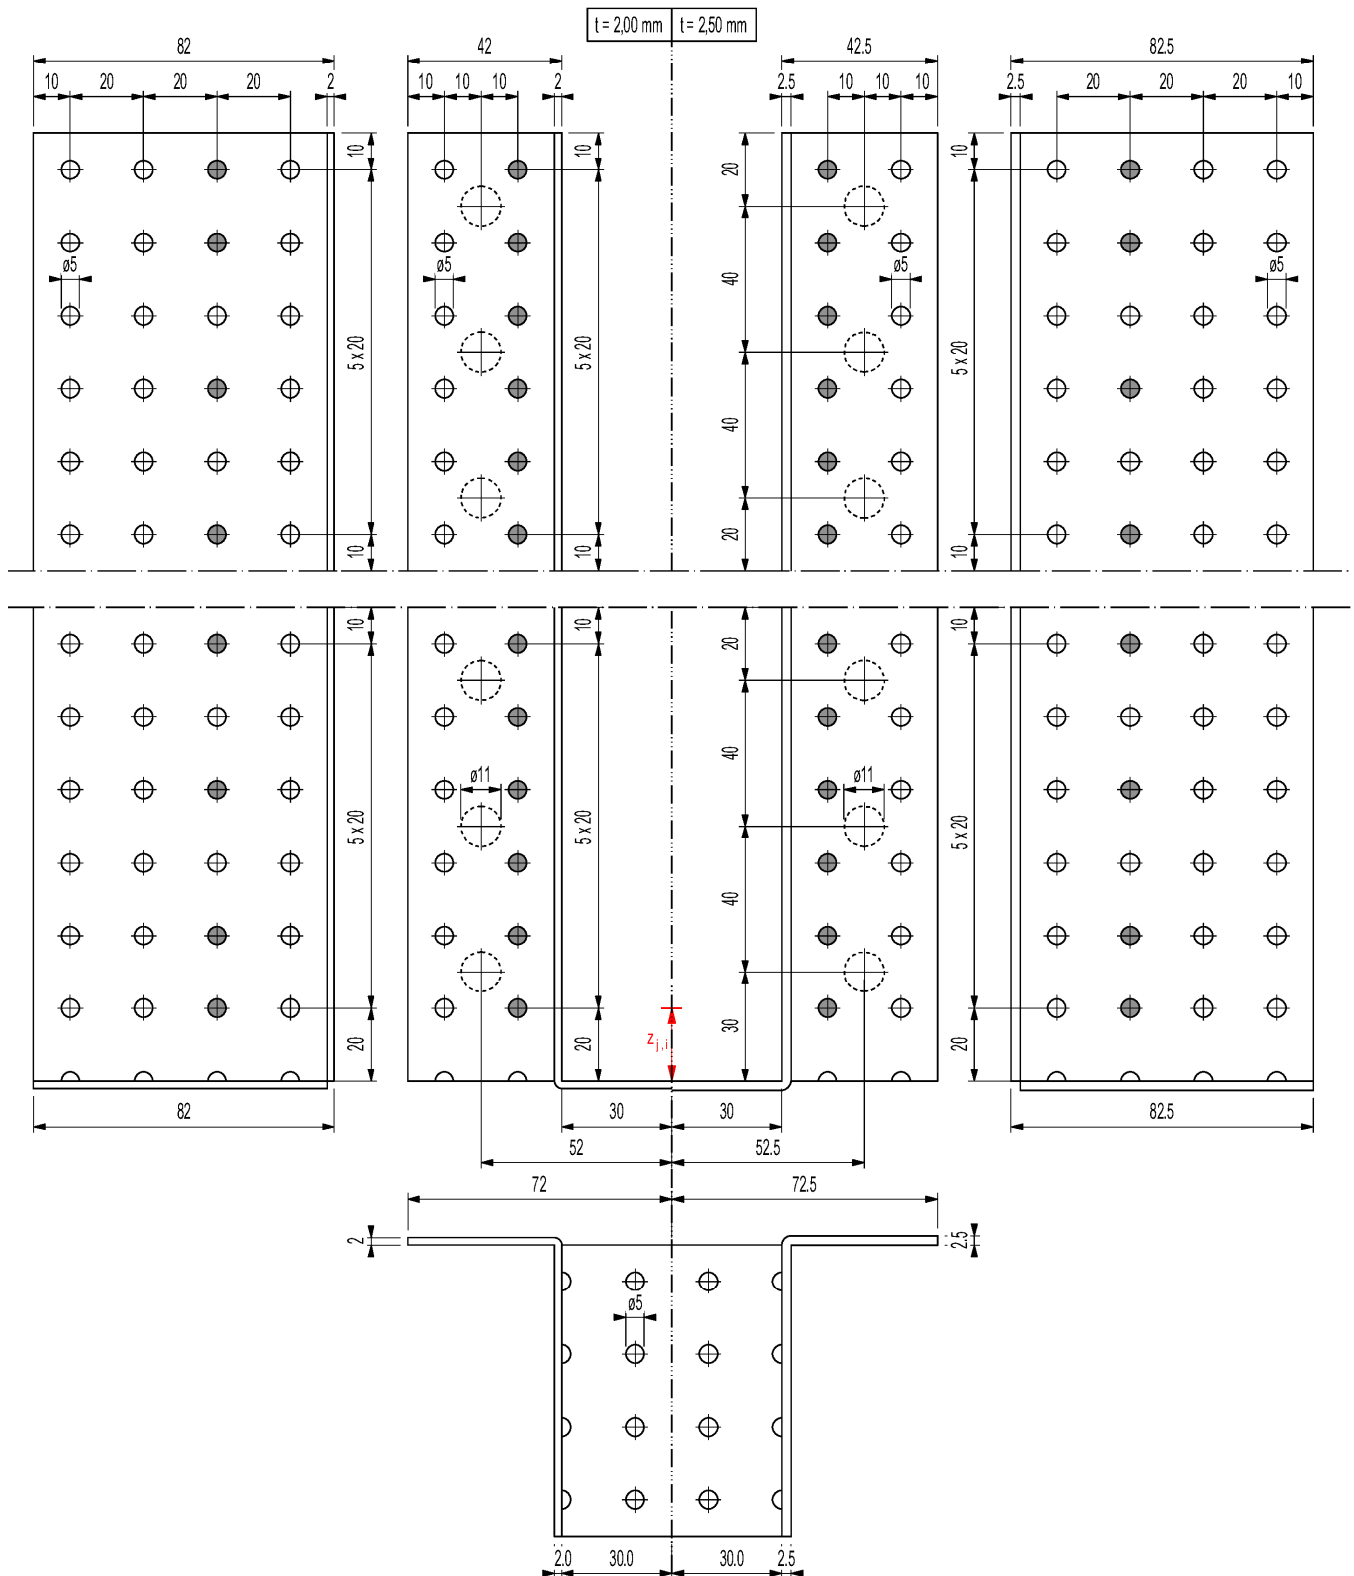 t = 2,00 mm t = 2,50 mm
82 42 42.5 82.5
10 20 20 20 2 10 10 10 2 2.5 10 10 10 2.5 20 20 20 10
10 10 20 10
ø5 ø5 40 ø5 ø5
5 x 20 5 x 20 5 x 20
40
10 10 20 10
10 10 20 10
40
ø11 ø11
5 x 20 5 x 20 5 x 20
40
20 20 z j,i 30 20
82 30 30 82.5
52 52.5
72 72.5
2 2.5
ø5
2.0 30.0 30.0 2.5